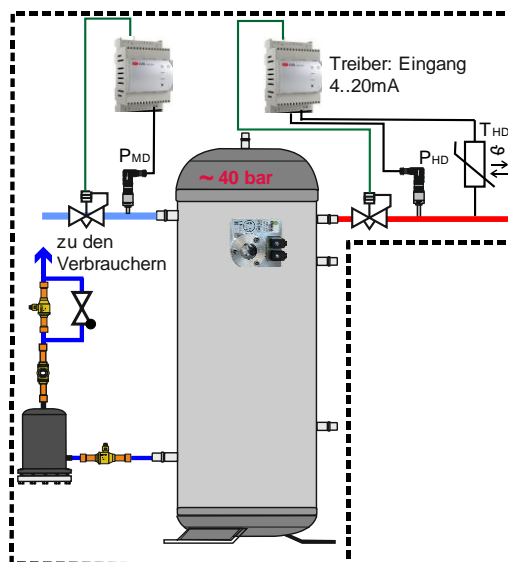 Treiber: Eingang
4..20mA
PMD
PHD
THD
ϑ
~ 40 bar
zu den
Verbrauchern